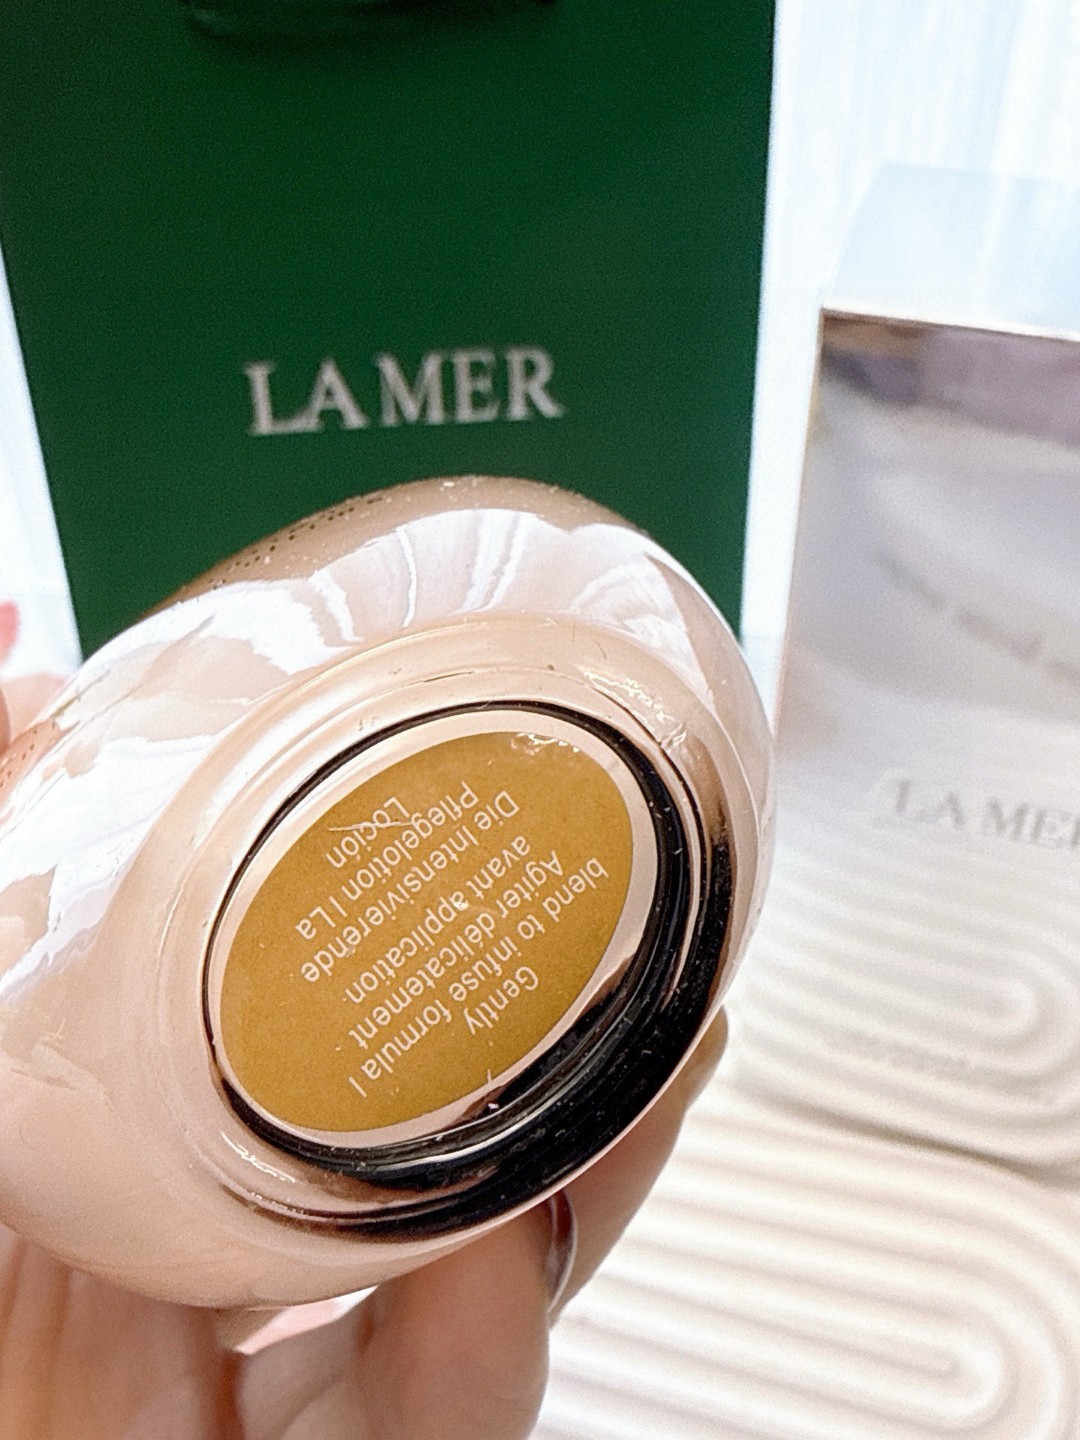 LA MER
LA MER
Gently
blend to infuse formula |
Agiter délicatement
avant application.
Die Intensivierende
Pflegelotion | La
Loción